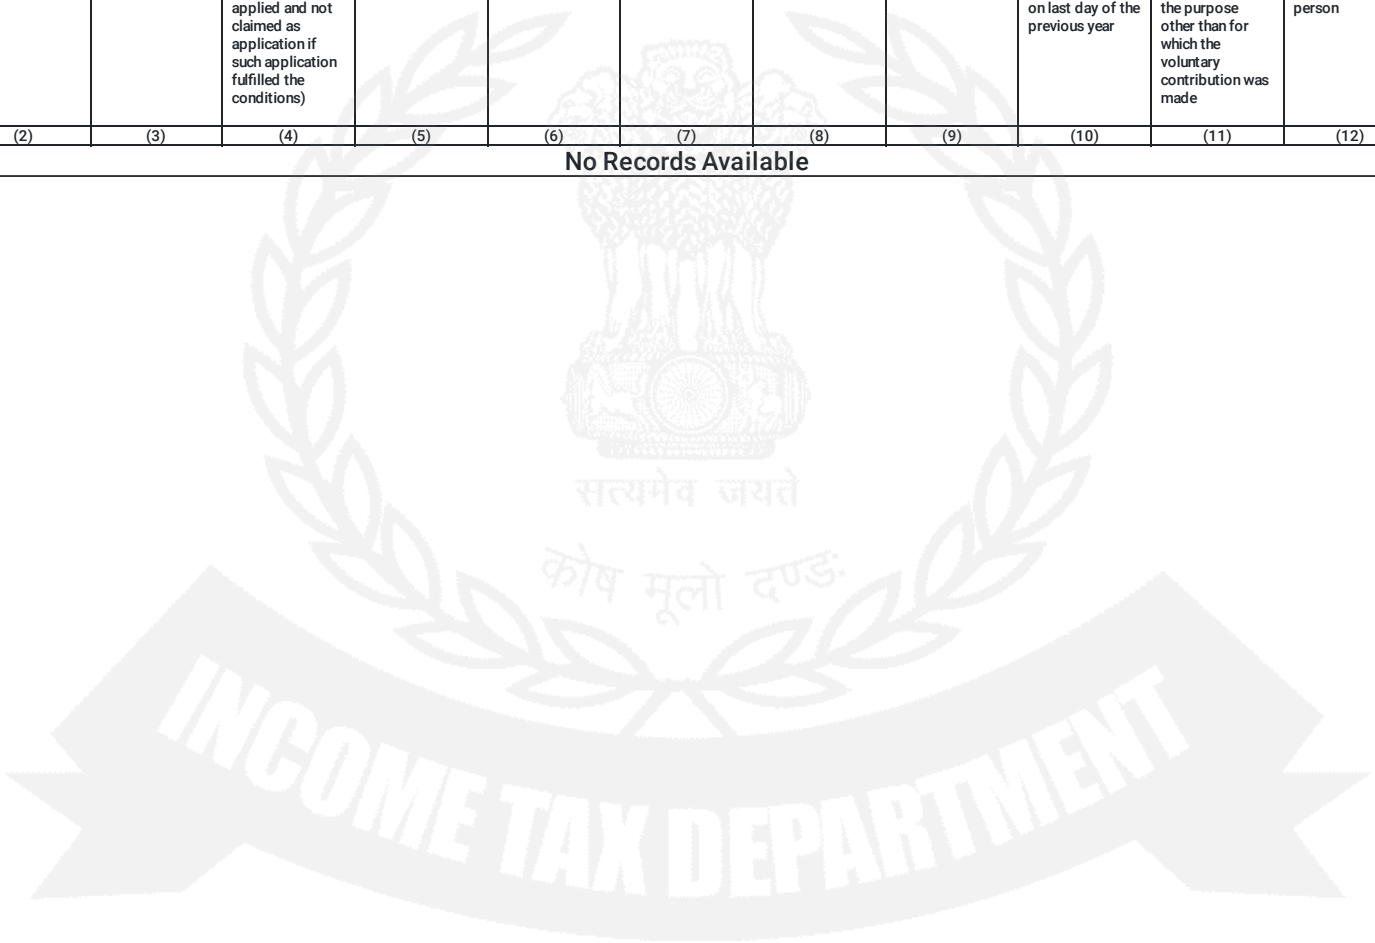 applied and not
claimed as
application if
such application
fulfilled the
conditions)
on last day of the
previous year
the purpose
other than for
which the
voluntary
contribution was
made
person
(2) (3) (4) (5) (6) (7) (8) (9) (10) (11) (12)
No Records Available
सत्यमेव जयते
कोष मूलो दण्डः
INCOME TAX DEPARTMENT